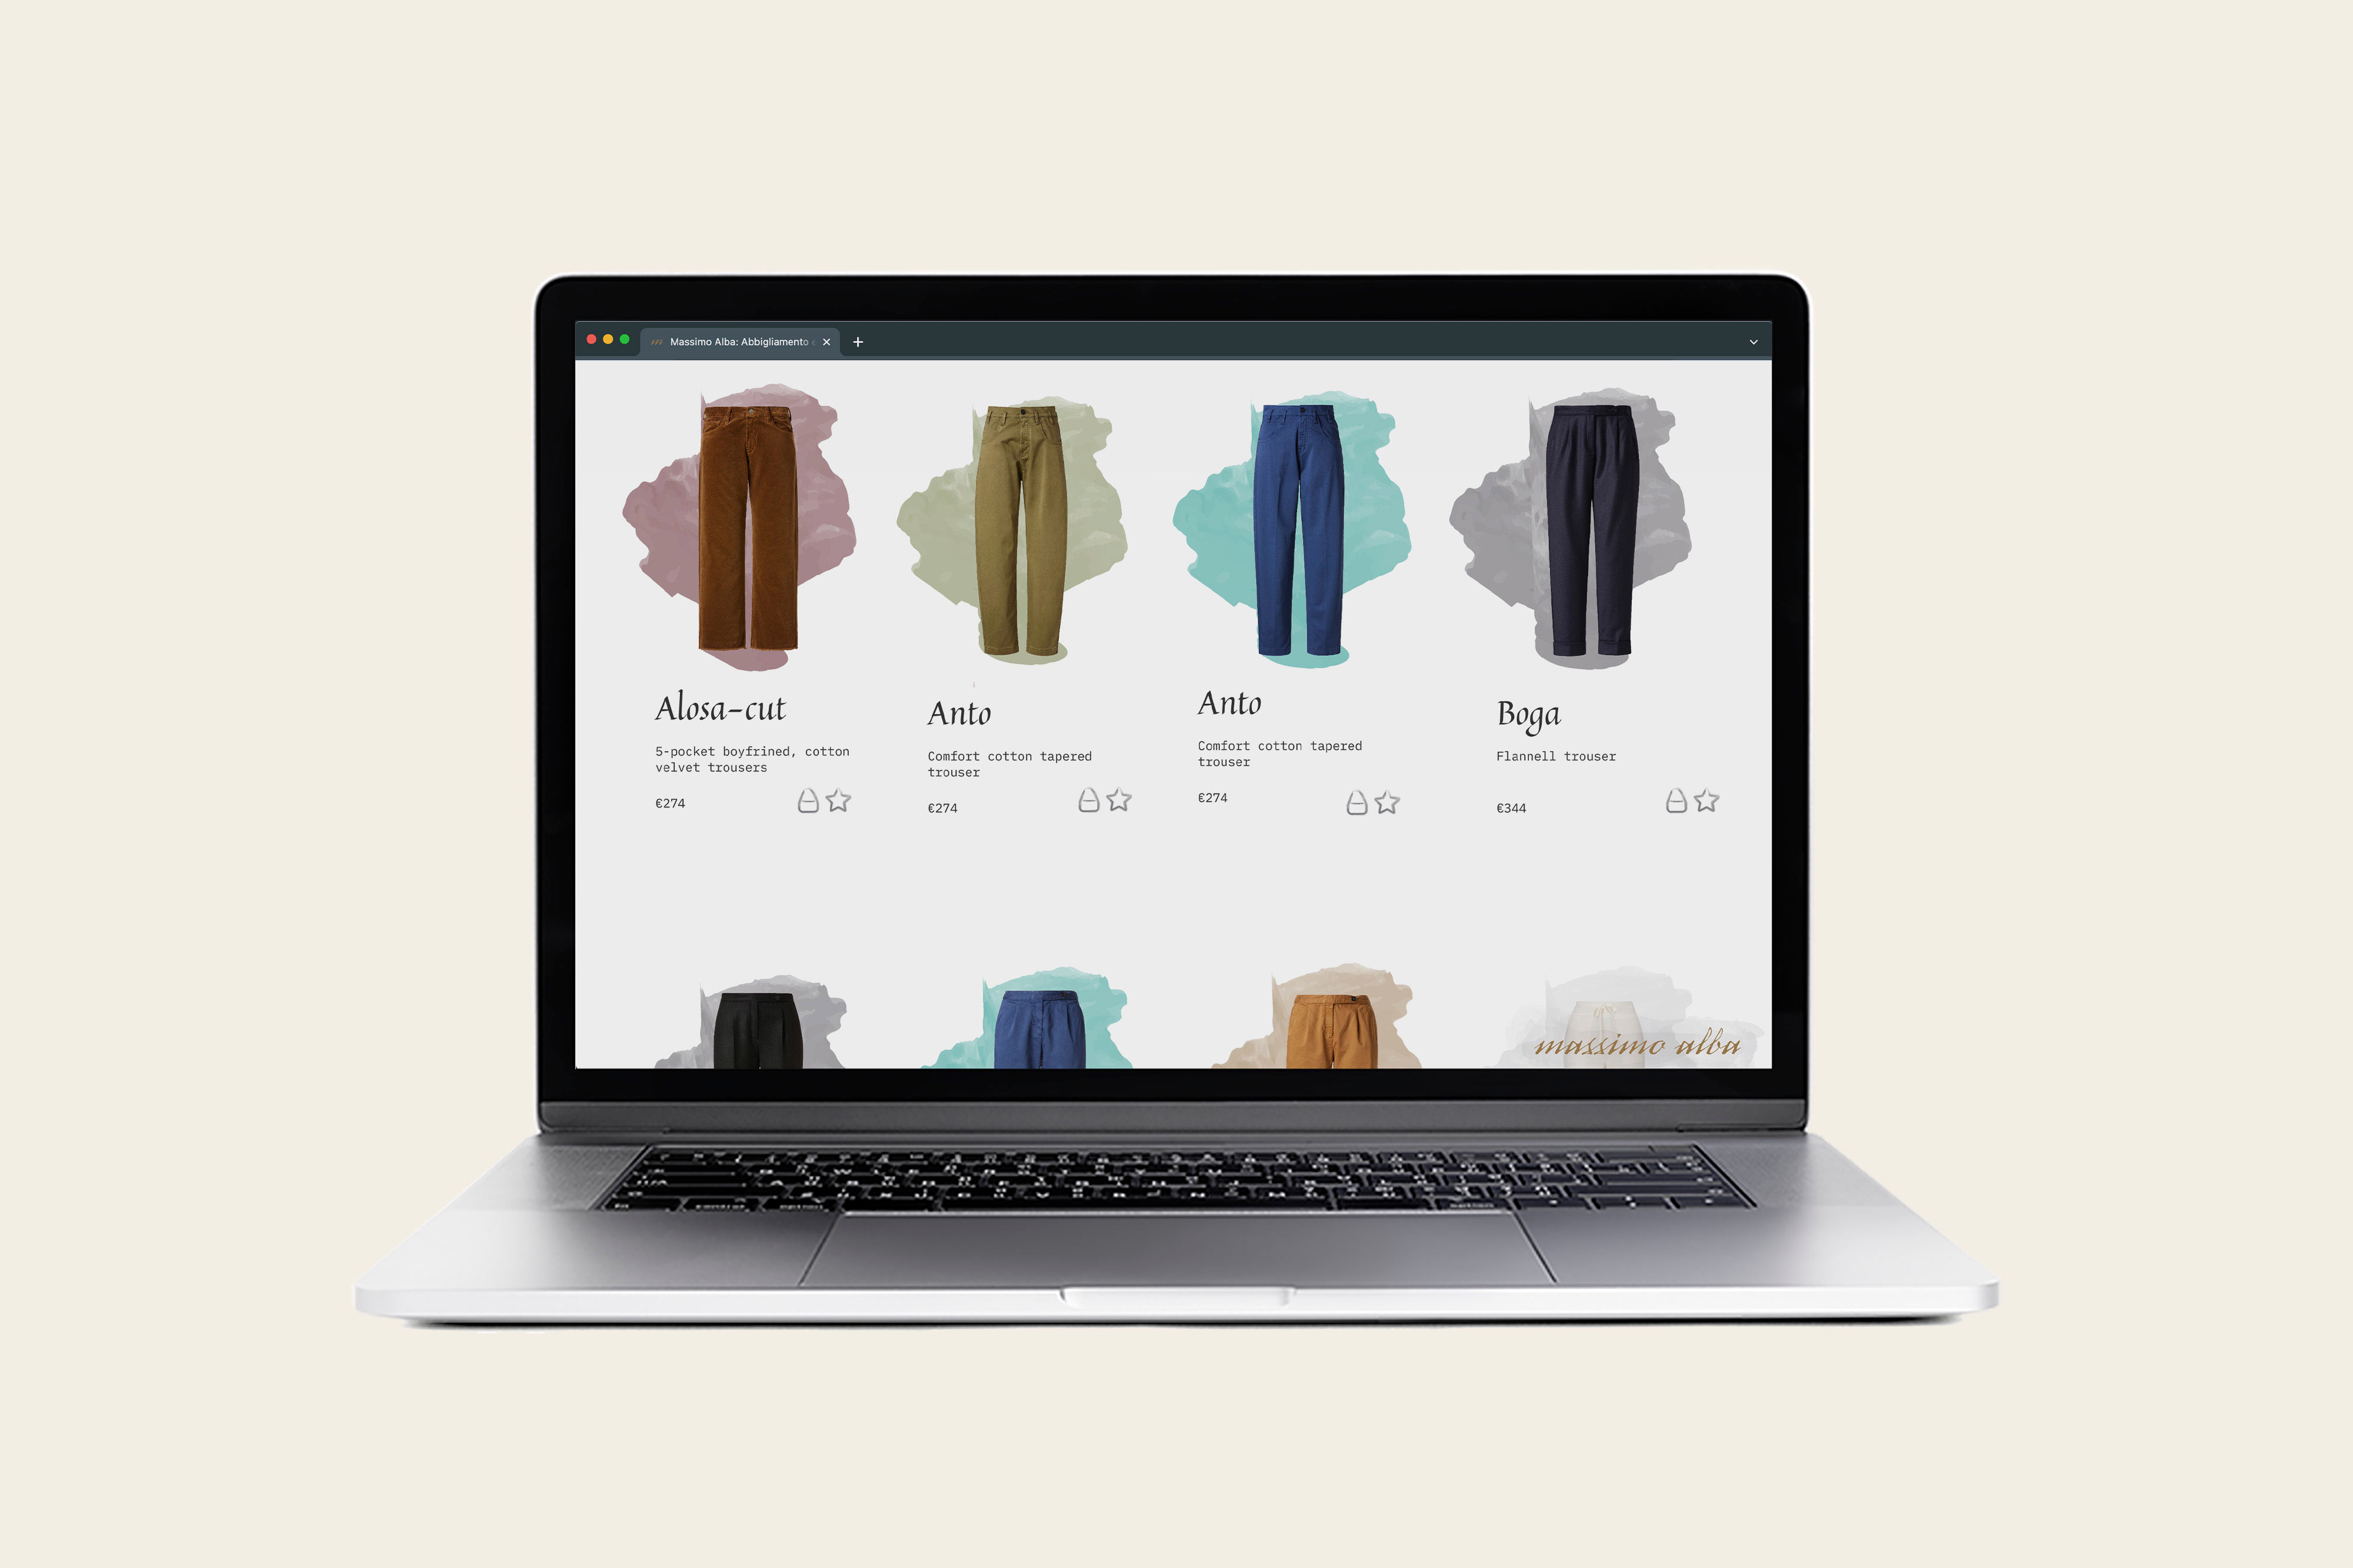 Massimo Alba: Abbigliamento
Alosa-cut
5-pocket boyfrined, cotton
velvet trousers
€274
Anto
Comfort cotton tapered
trouser
€274
Anto
Comfort cotton tapered
trouser
€274
Boga
Flannell trouser
€344
massimo alba